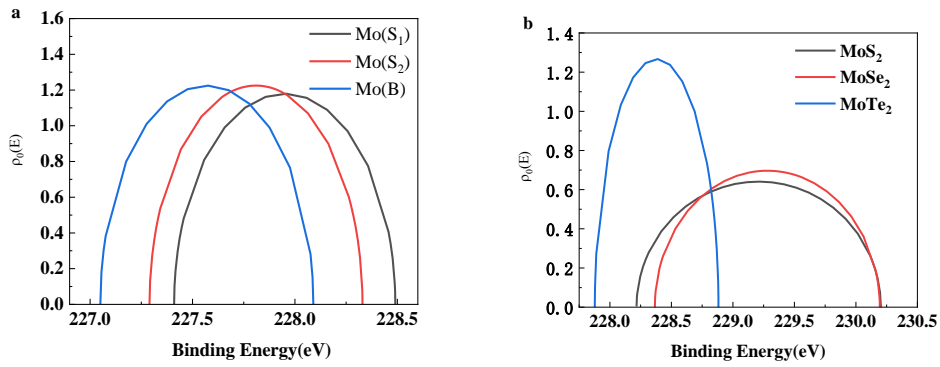 a
1.6
1.4
1.2
1.0
0.8
0.6
0.4
0.2
0.0
ρ₀(E)
Mo(S₁)
Mo(S₂)
Mo(B)
227.0 227.5 228.0 228.5
Binding Energy(eV)
b
1.4
1.2
1.0
0.8
0.6
0.4
0.2
0.0
ρ₀(E)
MoS₂
MoSe₂
MoTe₂
228.0 228.5 229.0 229.5 230.0 230.5
Binding Energy(eV)